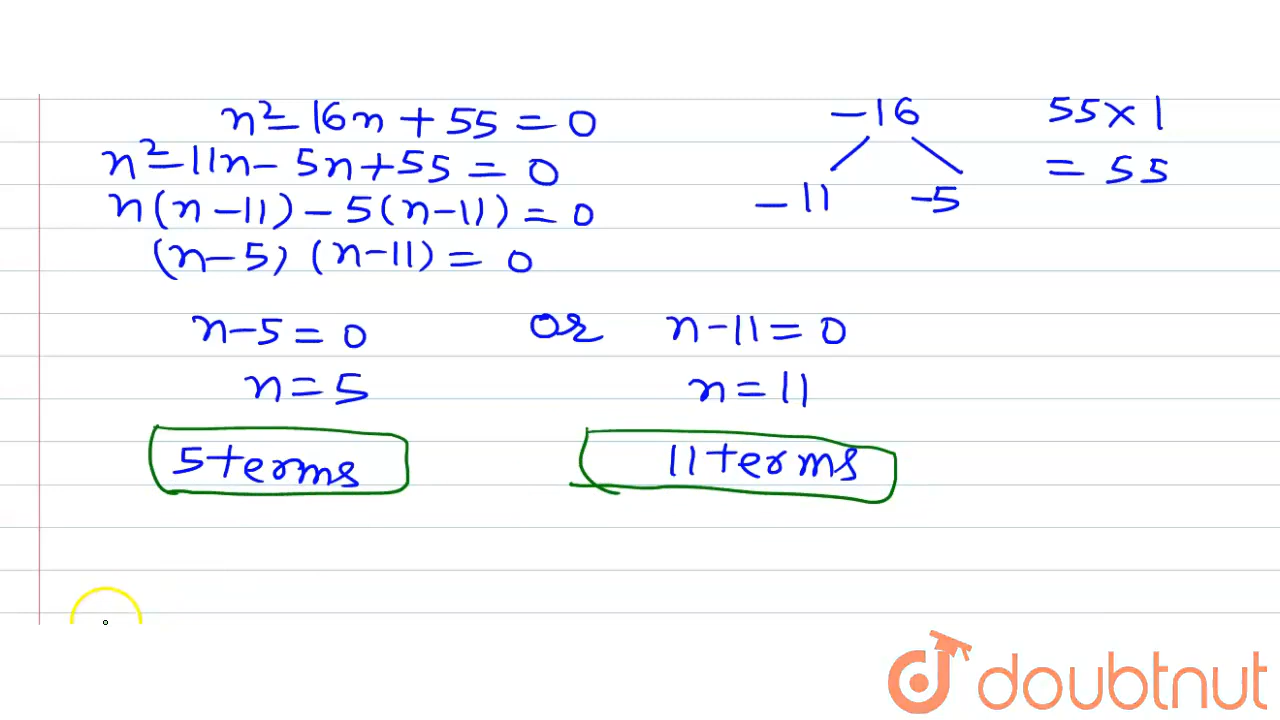 n² - 16n + 55 = 0
n² - 11n - 5n + 55 = 0
n(n - 11) - 5(n - 11) = 0
(n - 5) (n - 11) = 0
-16
-11 -5
55 × 1
= 55
n - 5 = 0 or n - 11 = 0
n = 5 n = 11
5 terms 11 terms
doubtnut